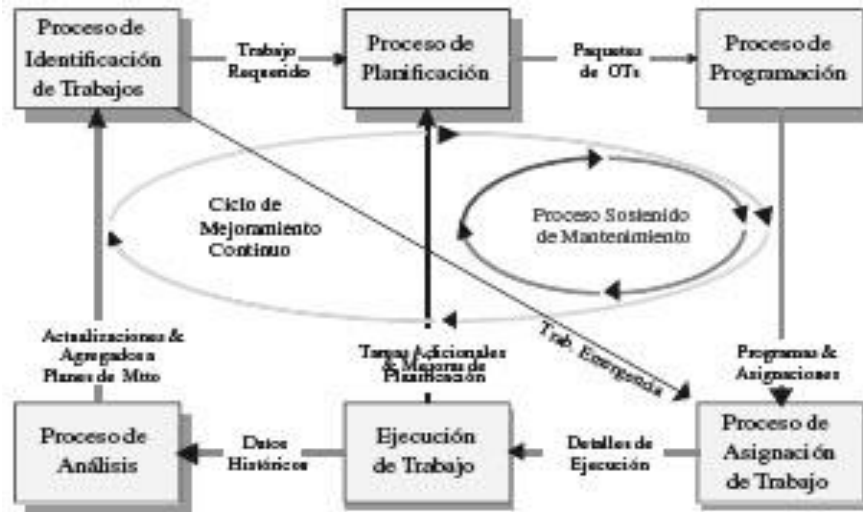 Proceso de
Identificación
de Trabajos
Trabajo
Requerido
Proceso de
Planificación
Paquetes
de OTs
Proceso de
Programación
Ciclo de
Mejoramiento
Continuo
Proceso Sostenido
de Mantenimiento
Actualizaciones &
Agregados a
Planes de Mtto
Tareas Adicionales
& Mejoras de
Planificación
Trab. Emergencia
Programas &
Asignaciones
Proceso de
Análisis
Datos
Históricos
Ejecución
de Trabajo
Detalles de
Ejecución
Proceso de
Asignación
de Trabajo